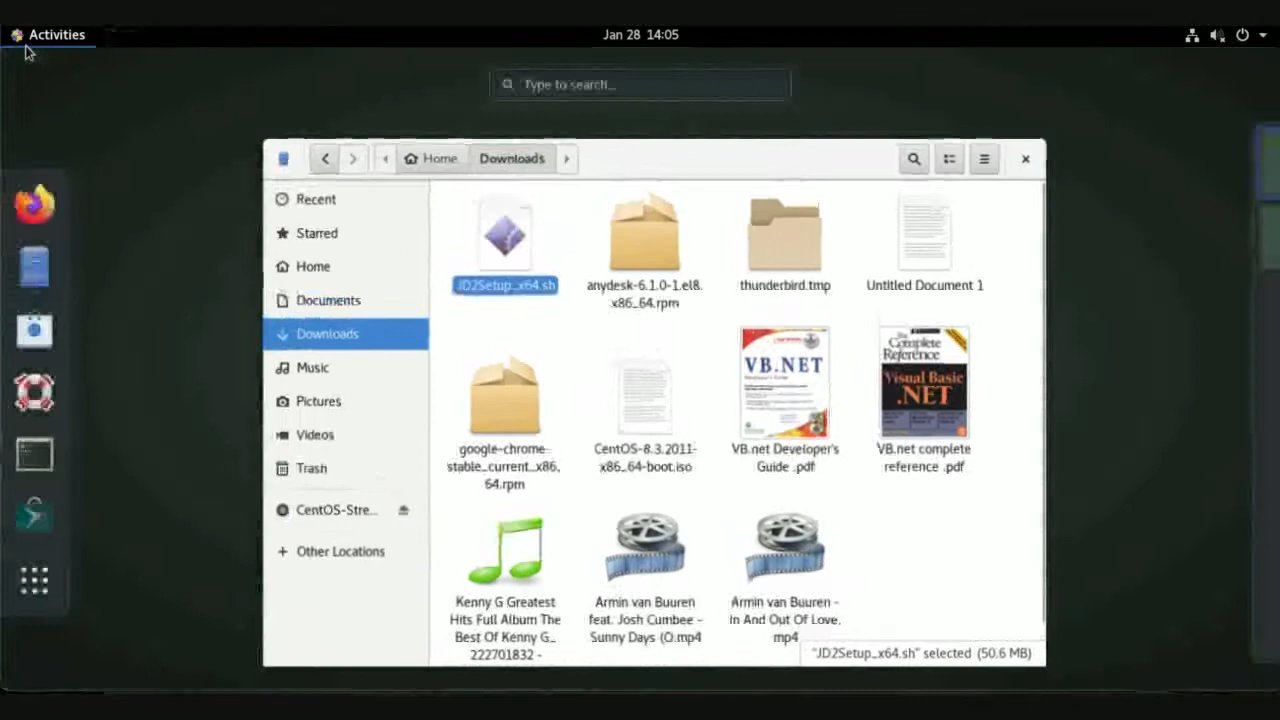 Activities
Jan 28 14:05
Type to search...
Home
Downloads
Recent
Starred
Home
Documents
Downloads
Music
Pictures
Videos
Trash
CentOS-Stre...
Other Locations
JD2Setup_x64.sh
anydesk-6.1.0-1.el8.
x86_64.rpm
thunderbird.tmp
Untitled Document 1
google-chrome-
stable_current_x86_
64.rpm
CentOS-8.3.2011-
x86_64-boot.iso
VB.NET
VB.net Developer's
Guide .pdf
The
Complete
Reference
Visual Basic
.NET
VB.net complete
reference .pdf
Kenny G Greatest
Hits Full Album The
Best Of Kenny G_
222701832 -
Armin van Buuren
feat. Josh Cumbee -
Sunny Days (O.mp4
Armin van Buuren -
In And Out Of Love.
mp4
"JD2Setup_x64.sh" selected (50.6 MB)